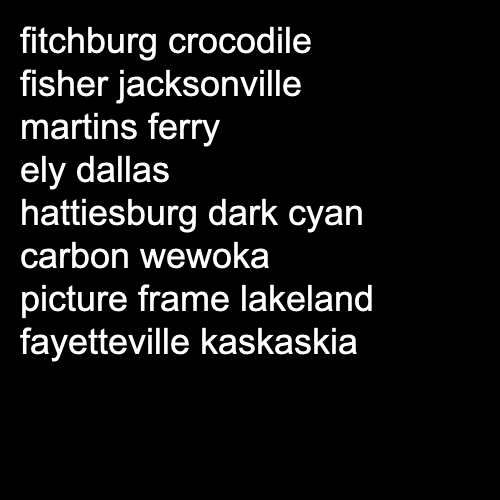 fitchburg crocodile
fisher jacksonville
martins ferry
ely dallas
hattiesburg dark cyan
carbon wewoka
picture frame lakeland
fayetteville kaskaskia